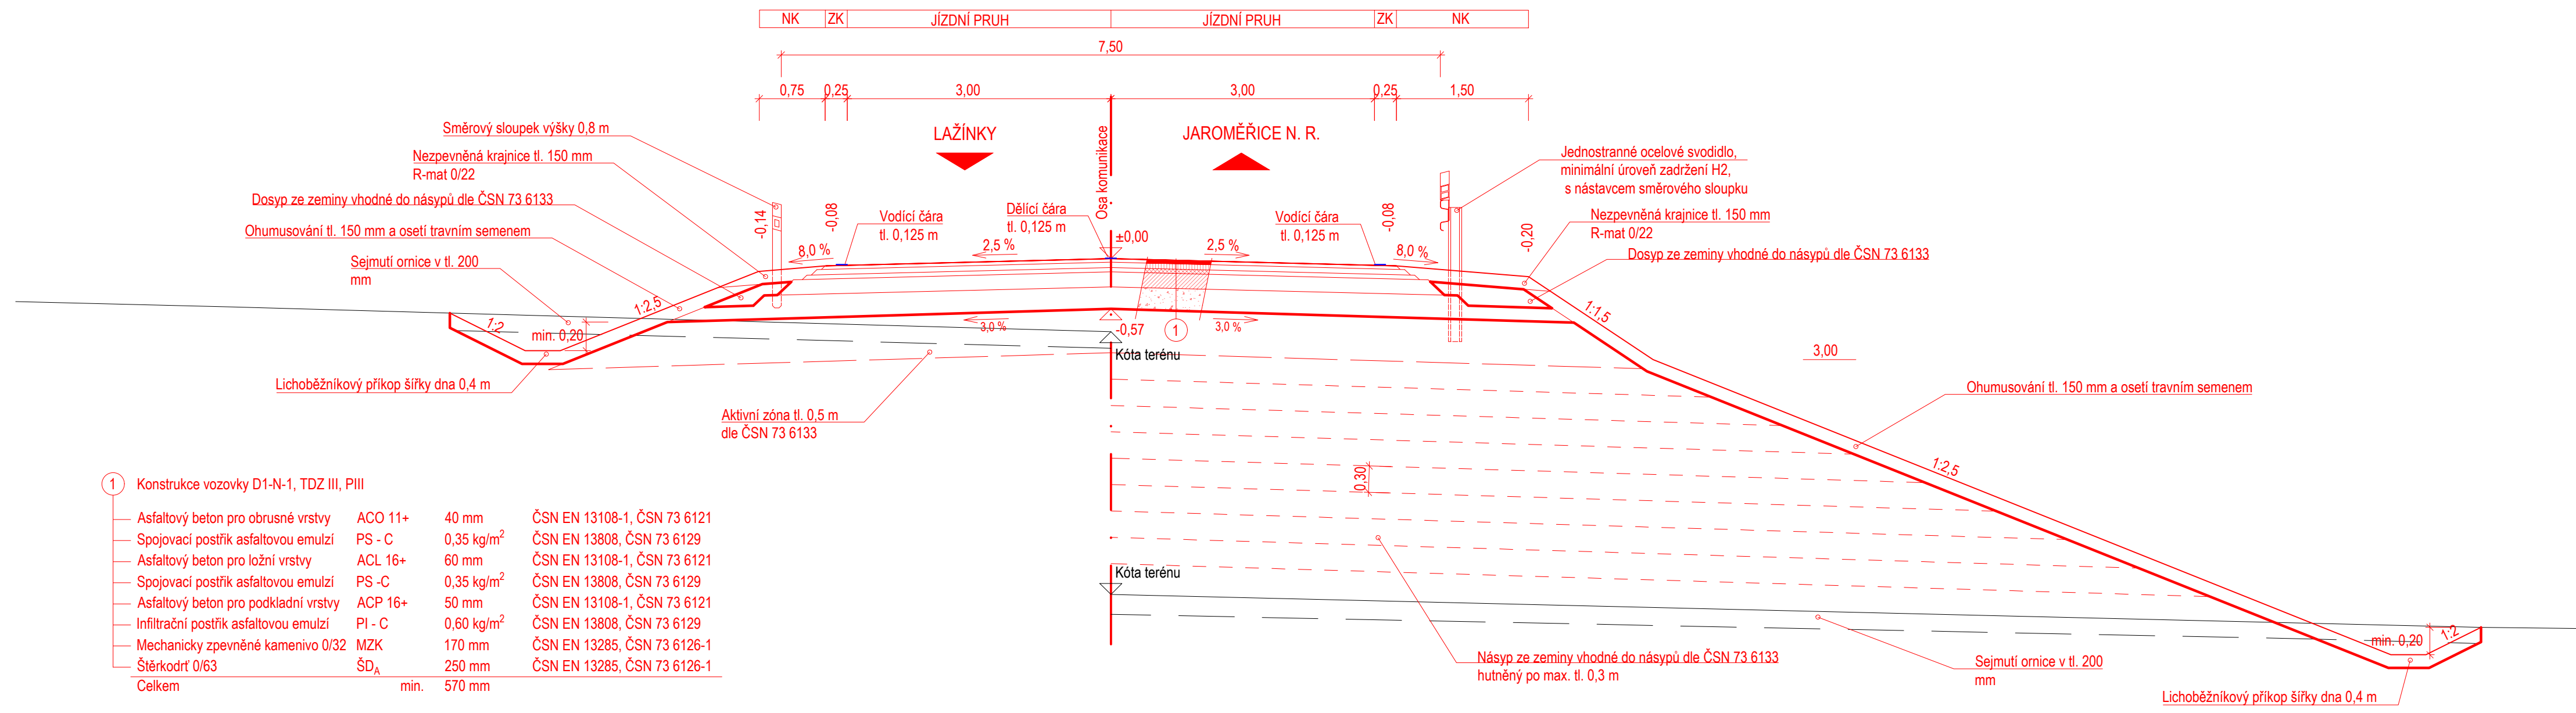 NK ZK JÍZDNÍ PRUH JÍZDNÍ PRUH ZK NK
7,50
0,75 0,25 3,00 3,00 0,25 1,50
LAŽÍNKY
JAROMĚŘICE N. R.
Osa komunikace
Směrový sloupek výšky 0,8 m
Nezpevněná krajnice tl. 150 mm
R-mat 0/22
Dosyp ze zeminy vhodné do násypů dle ČSN 73 6133
Ohumusování tl. 150 mm a osetí travním semenem
Sejmutí ornice v tl. 200
mm
-0,14
-0,08
8,0 %
Vodící čára
tl. 0,125 m
2,5 %
Dělící čára
tl. 0,125 m
±0,00
2,5 %
Vodící čára
tl. 0,125 m
-0,08
8,0 %
Jednostranné ocelové svodidlo,
minimální úroveň zadržení H2,
s nástavcem směrového sloupku
Nezpevněná krajnice tl. 150 mm
R-mat 0/22
-0,20
Dosyp ze zeminy vhodné do násypů dle ČSN 73 6133
1:2
min. 0,20
1:2,5
3,0 %
-0,57
1
3,0 %
1:1,5
Kóta terénu
3,00
Lichoběžníkový příkop šířky dna 0,4 m
Aktivní zóna tl. 0,5 m
dle ČSN 73 6133
Ohumusování tl. 150 mm a osetí travním semenem
1:2,5
0,30
Kóta terénu
1 Konstrukce vozovky D1-N-1, TDZ III, PIII
Asfaltový beton pro obrusné vrstvy ACO 11+ 40 mm ČSN EN 13108-1, ČSN 73 6121
Spojovací postřik asfaltovou emulzí PS - C 0,35 kg/m2 ČSN EN 13808, ČSN 73 6129
Asfaltový beton pro ložní vrstvy ACL 16+ 60 mm ČSN EN 13108-1, ČSN 73 6121
Spojovací postřik asfaltovou emulzí PS -C 0,35 kg/m2 ČSN EN 13808, ČSN 73 6129
Asfaltový beton pro podkladní vrstvy ACP 16+ 50 mm ČSN EN 13108-1, ČSN 73 6121
Infiltrační postřik asfaltovou emulzí PI - C 0,60 kg/m2 ČSN EN 13808, ČSN 73 6129
Mechanicky zpevněné kamenivo 0/32 MZK 170 mm ČSN EN 13285, ČSN 73 6126-1
Štěrkodrť 0/63 ŠDA 250 mm ČSN EN 13285, ČSN 73 6126-1
Celkem min. 570 mm
Násyp ze zeminy vhodné do násypů dle ČSN 73 6133
hutněný po max. tl. 0,3 m
Sejmutí ornice v tl. 200
mm
min. 0,20
1:2
Lichoběžníkový příkop šířky dna 0,4 m